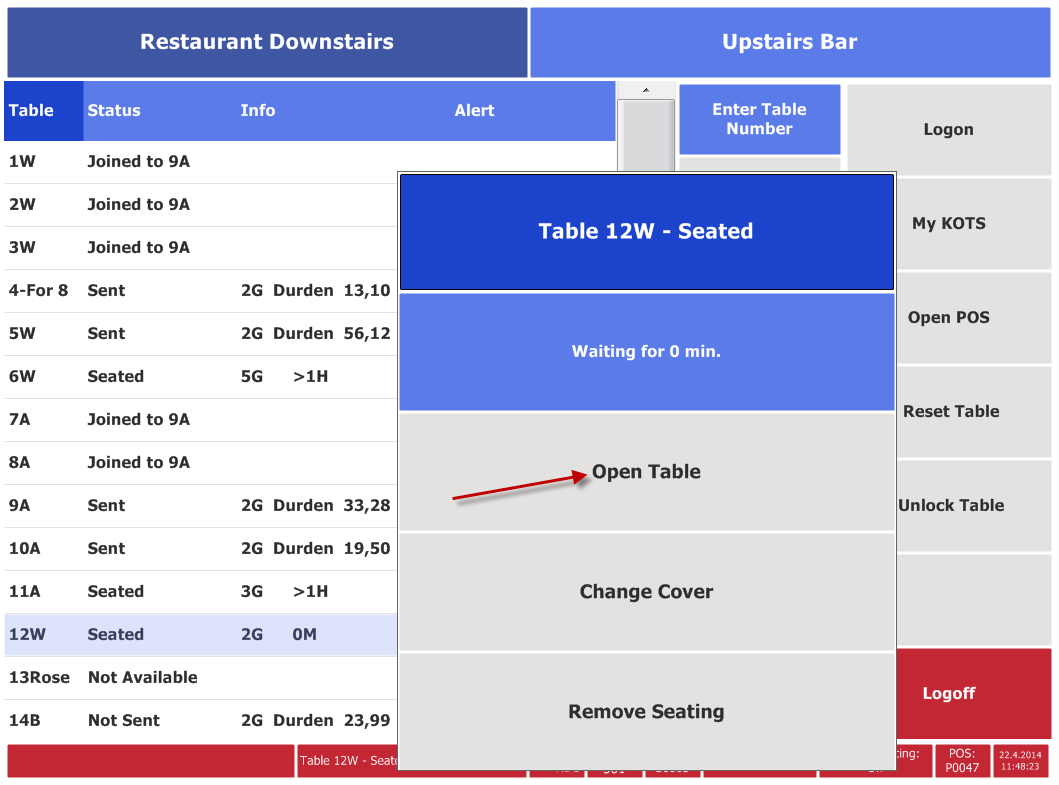 Restaurant Downstairs
Upstairs Bar
Table Status Info Alert
Enter Table
Number
Logon
1W Joined to 9A
2W Joined to 9A
3W Joined to 9A
4-For 8 Sent 2G Durden 13,10
5W Sent 2G Durden 56,12
6W Seated 5G >1H
7A Joined to 9A
8A Joined to 9A
9A Sent 2G Durden 33,28
10A Sent 2G Durden 19,50
11A Seated 3G >1H
12W Seated 2G 0M
13Rose Not Available
14B Not Sent 2G Durden 23,99
Table 12W - Seated
Waiting for 0 min.
Open Table
Change Cover
Remove Seating
My KOTS
Open POS
Reset Table
Unlock Table
Logoff
Table 12W - Seate
ting:
POS:
P0047
22.4.2014
11:48:23